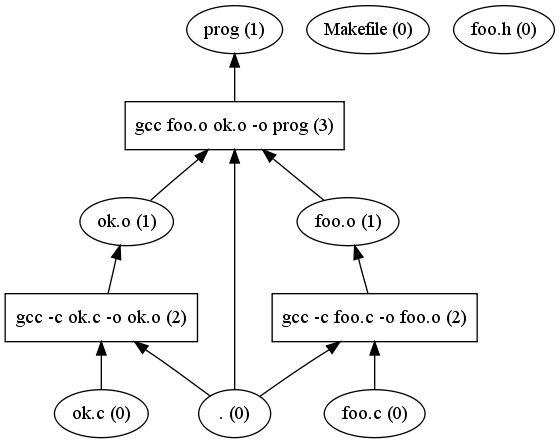 prog (1)
Makefile (0)
foo.h (0)
gcc foo.o ok.o -o prog (3)
ok.o (1)
foo.o (1)
gcc -c ok.c -o ok.o (2)
gcc -c foo.c -o foo.o (2)
ok.c (0)
. (0)
foo.c (0)